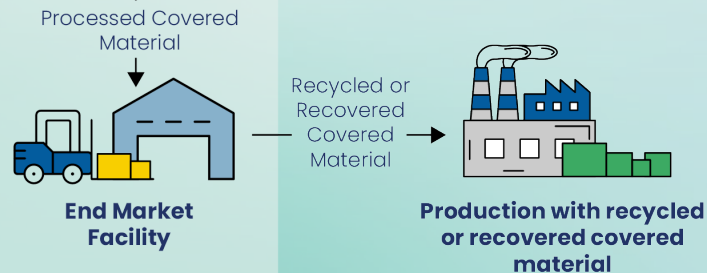 Processed Covered
Material
Recycled or
Recovered
Covered
Material
End Market
Facility
Production with recycled
or recovered covered
material